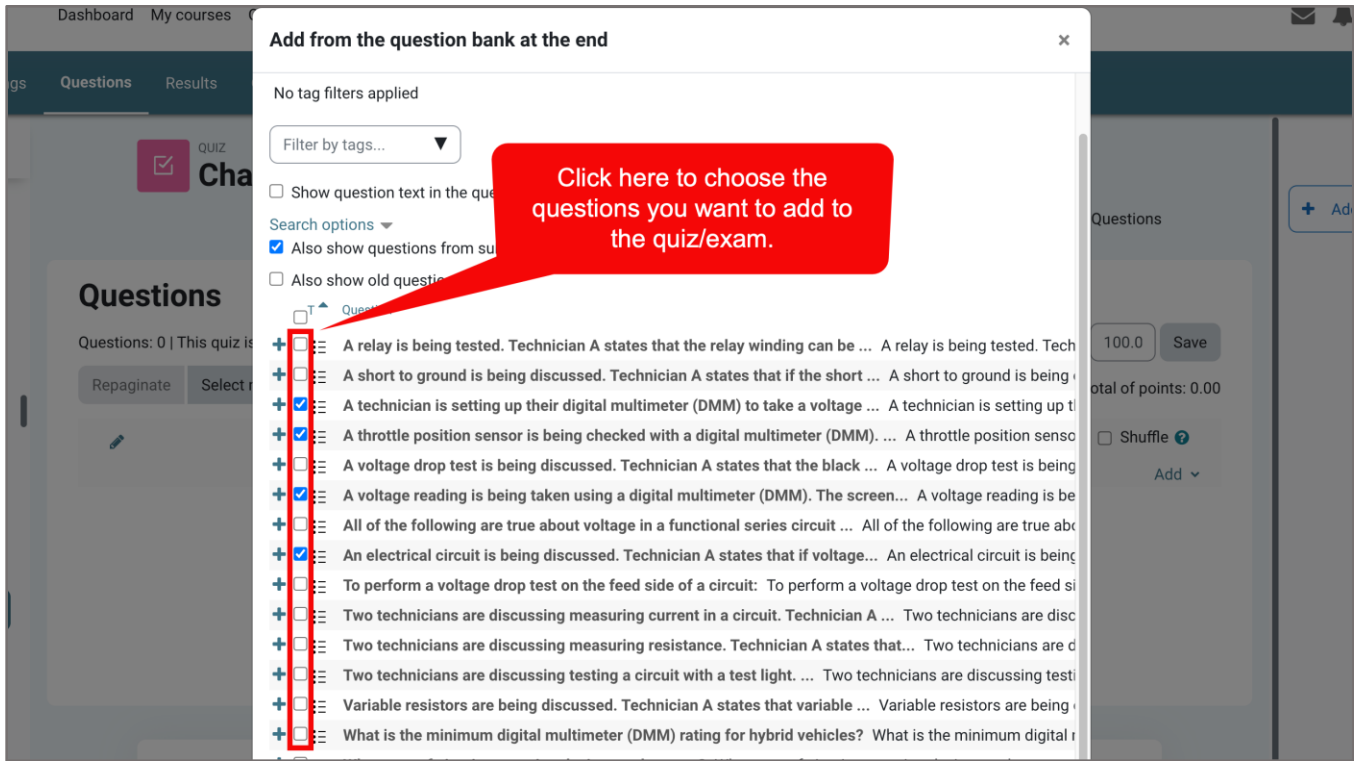 Dashboard My courses
Add from the question bank at the end ×
Questions Results
No tag filters applied
Filter by tags... ▼
QUIZ
Cha
Click here to choose the
questions you want to add to
the quiz/exam.
Show question text in the que
Search options
Also show questions from su
Also show old questio
Questions
+ Ad
Questions
T
Questions: 0 | This quiz is
100.0 Save
Repaginate Select
otal of points: 0.00
Shuffle
Add
A relay is being tested. Technician A states that the relay winding can be ... A relay is being tested. Tech
A short to ground is being discussed. Technician A states that if the short ... A short to ground is being
A technician is setting up their digital multimeter (DMM) to take a voltage ... A technician is setting up t
A throttle position sensor is being checked with a digital multimeter (DMM). ... A throttle position senso
A voltage drop test is being discussed. Technician A states that the black ... A voltage drop test is being
A voltage reading is being taken using a digital multimeter (DMM). The screen... A voltage reading is be
All of the following are true about voltage in a functional series circuit ... All of the following are true abo
An electrical circuit is being discussed. Technician A states that if voltage... An electrical circuit is being
To perform a voltage drop test on the feed side of a circuit: To perform a voltage drop test on the feed si
Two technicians are discussing measuring current in a circuit. Technician A ... Two technicians are disc
Two technicians are discussing measuring resistance. Technician A states that... Two technicians are d
Two technicians are discussing testing a circuit with a test light. ... Two technicians are discussing testi
Variable resistors are being discussed. Technician A states that variable ... Variable resistors are being
What is the minimum digital multimeter (DMM) rating for hybrid vehicles? What is the minimum digital